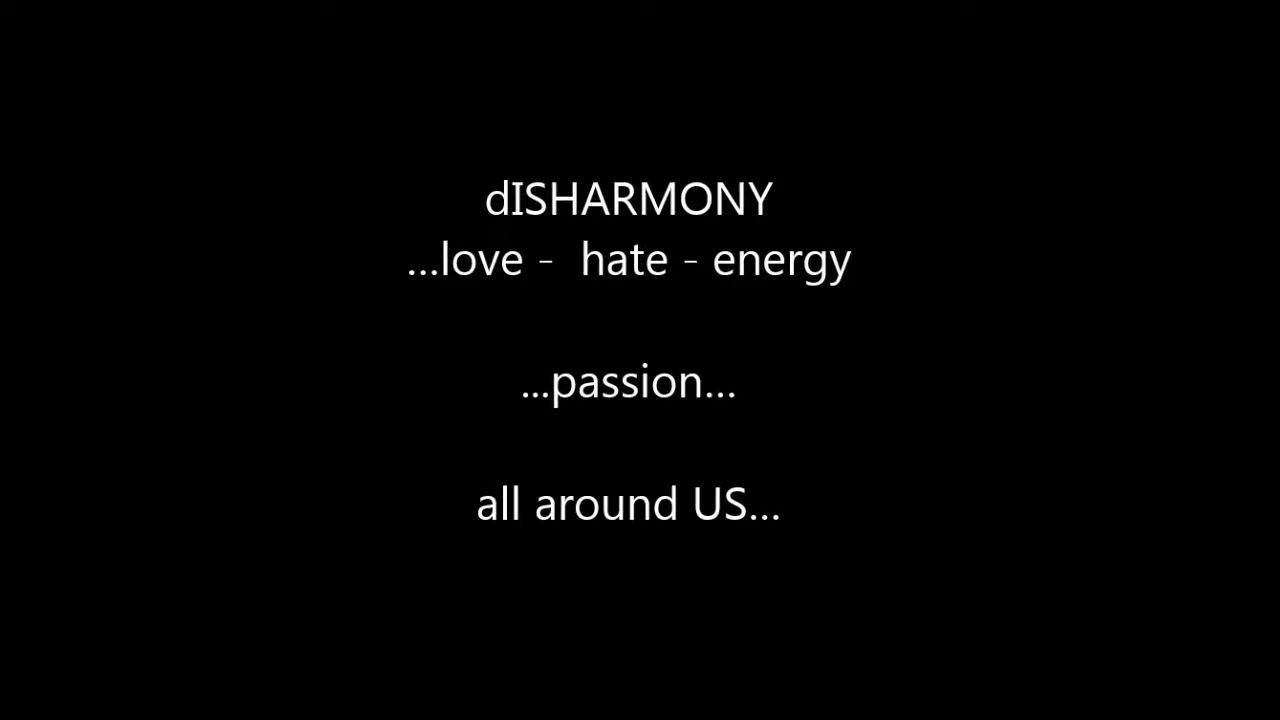 dISHARMONY
...love -  hate - energy
...passion...
all around US...